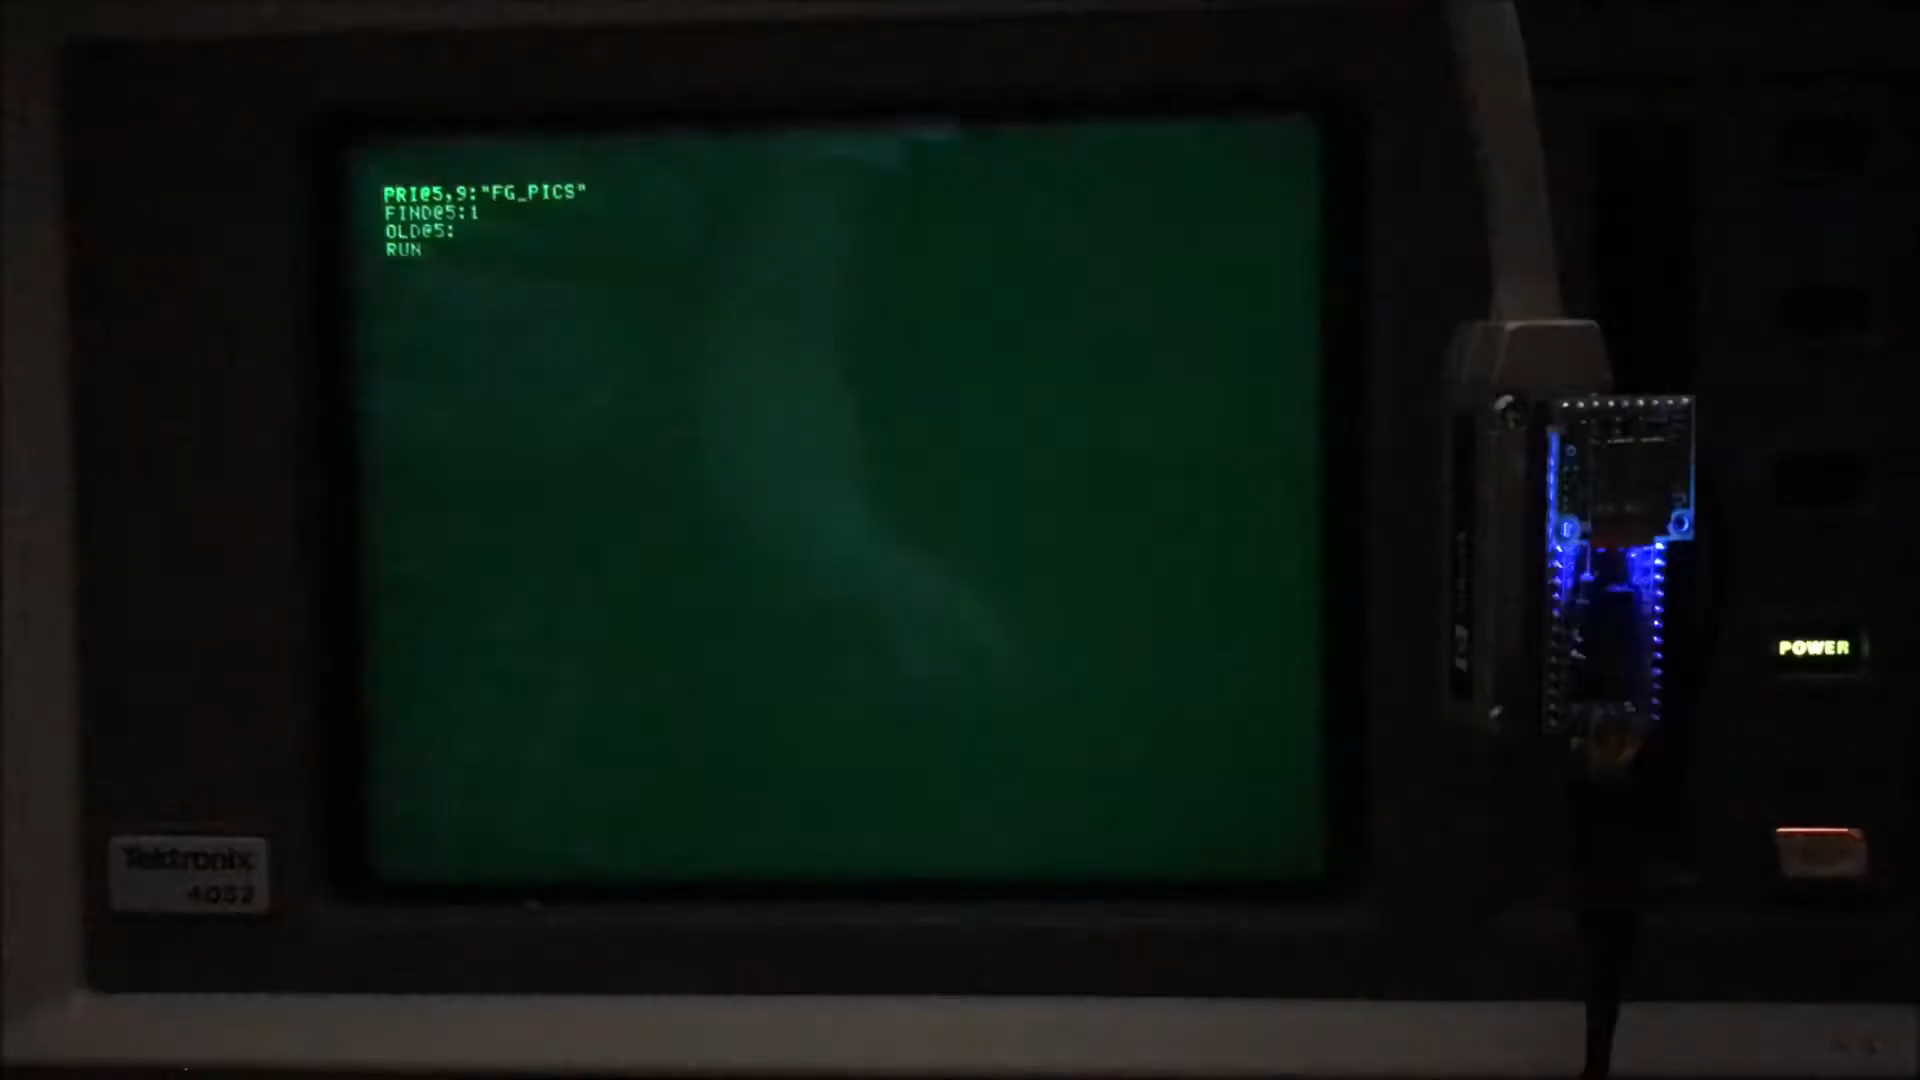 PRI@5,9:"FG_PICS"
FIND@5:1
OLD@5:
RUN
POWER
Tektronix
4052